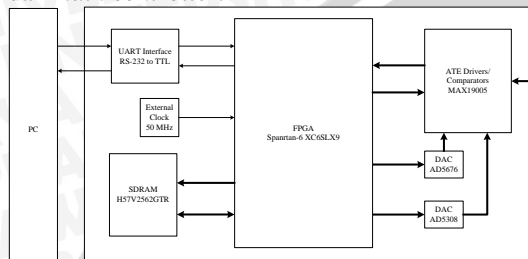 PC
UART Interface
RS-232 to TTL
External
Clock
50 MHz
SDRAM
H57V2562GTR
FPGA
Spanrtan-6 XC6SLX9
ATE Drivers/
Comparators
MAX19005
DAC
AD5676
DAC
AD5308